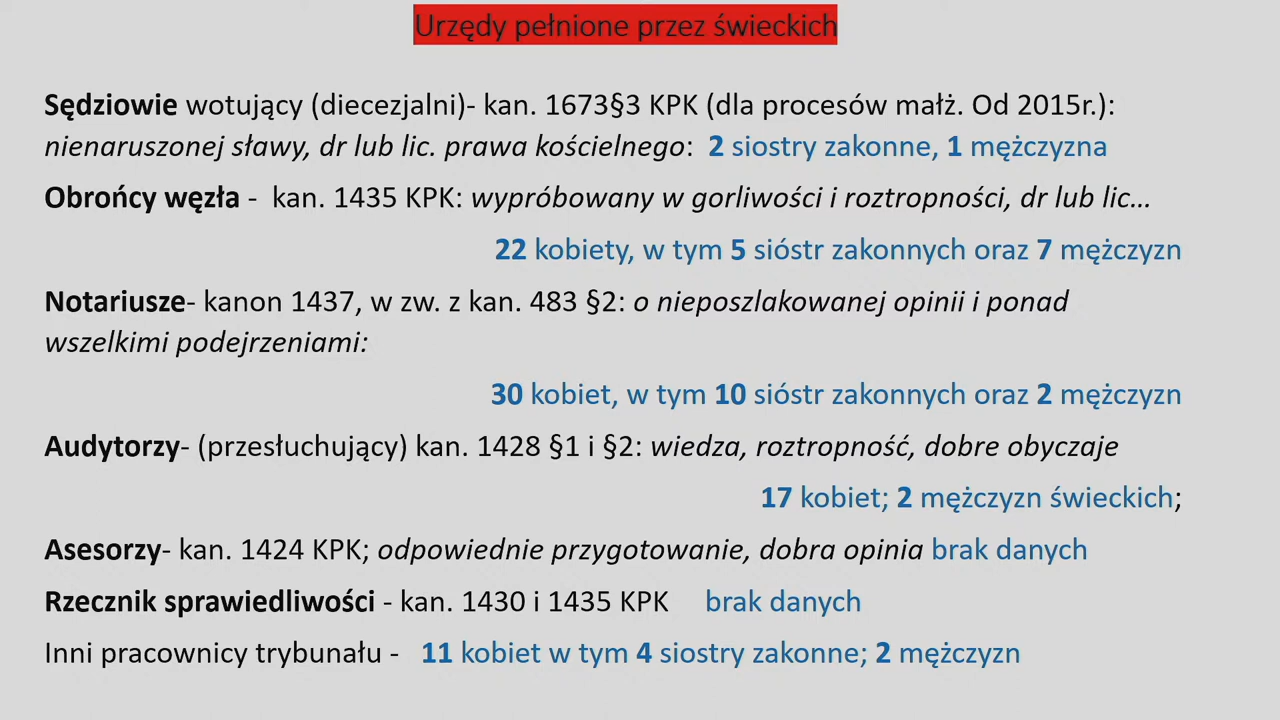 Urzędy pełnione przez świeckich
Sędziowie wotujący (diecezjalni)- kan. 1673§3 KPK (dla procesów małż. Od 2015r.):
nienaruszonej sławy, dr lub lic. prawa kościelnego: 2 siostry zakonne, 1 mężczyzna
Obrońcy węzła - kan. 1435 KPK: wypróbowany w gorliwości i roztropności, dr lub lic...
22 kobiety, w tym 5 sióstr zakonnych oraz 7 mężczyzn
Notariusze- kanon 1437, w zw. z kan. 483 §2: o nieposzlakowanej opinii i ponad
wszelkimi podejrzeniami:
30 kobiet, w tym 10 sióstr zakonnych oraz 2 mężczyzn
Audytorzy- (przesłuchujący) kan. 1428 §1 i §2: wiedza, roztropność, dobre obyczaje
17 kobiet; 2 mężczyzn świeckich;
Asesorzy- kan. 1424 KPK; odpowiednie przygotowanie, dobra opinia brak danych
Rzecznik sprawiedliwości - kan. 1430 i 1435 KPK brak danych
Inni pracownicy trybunału - 11 kobiet w tym 4 siostry zakonne; 2 mężczyzn